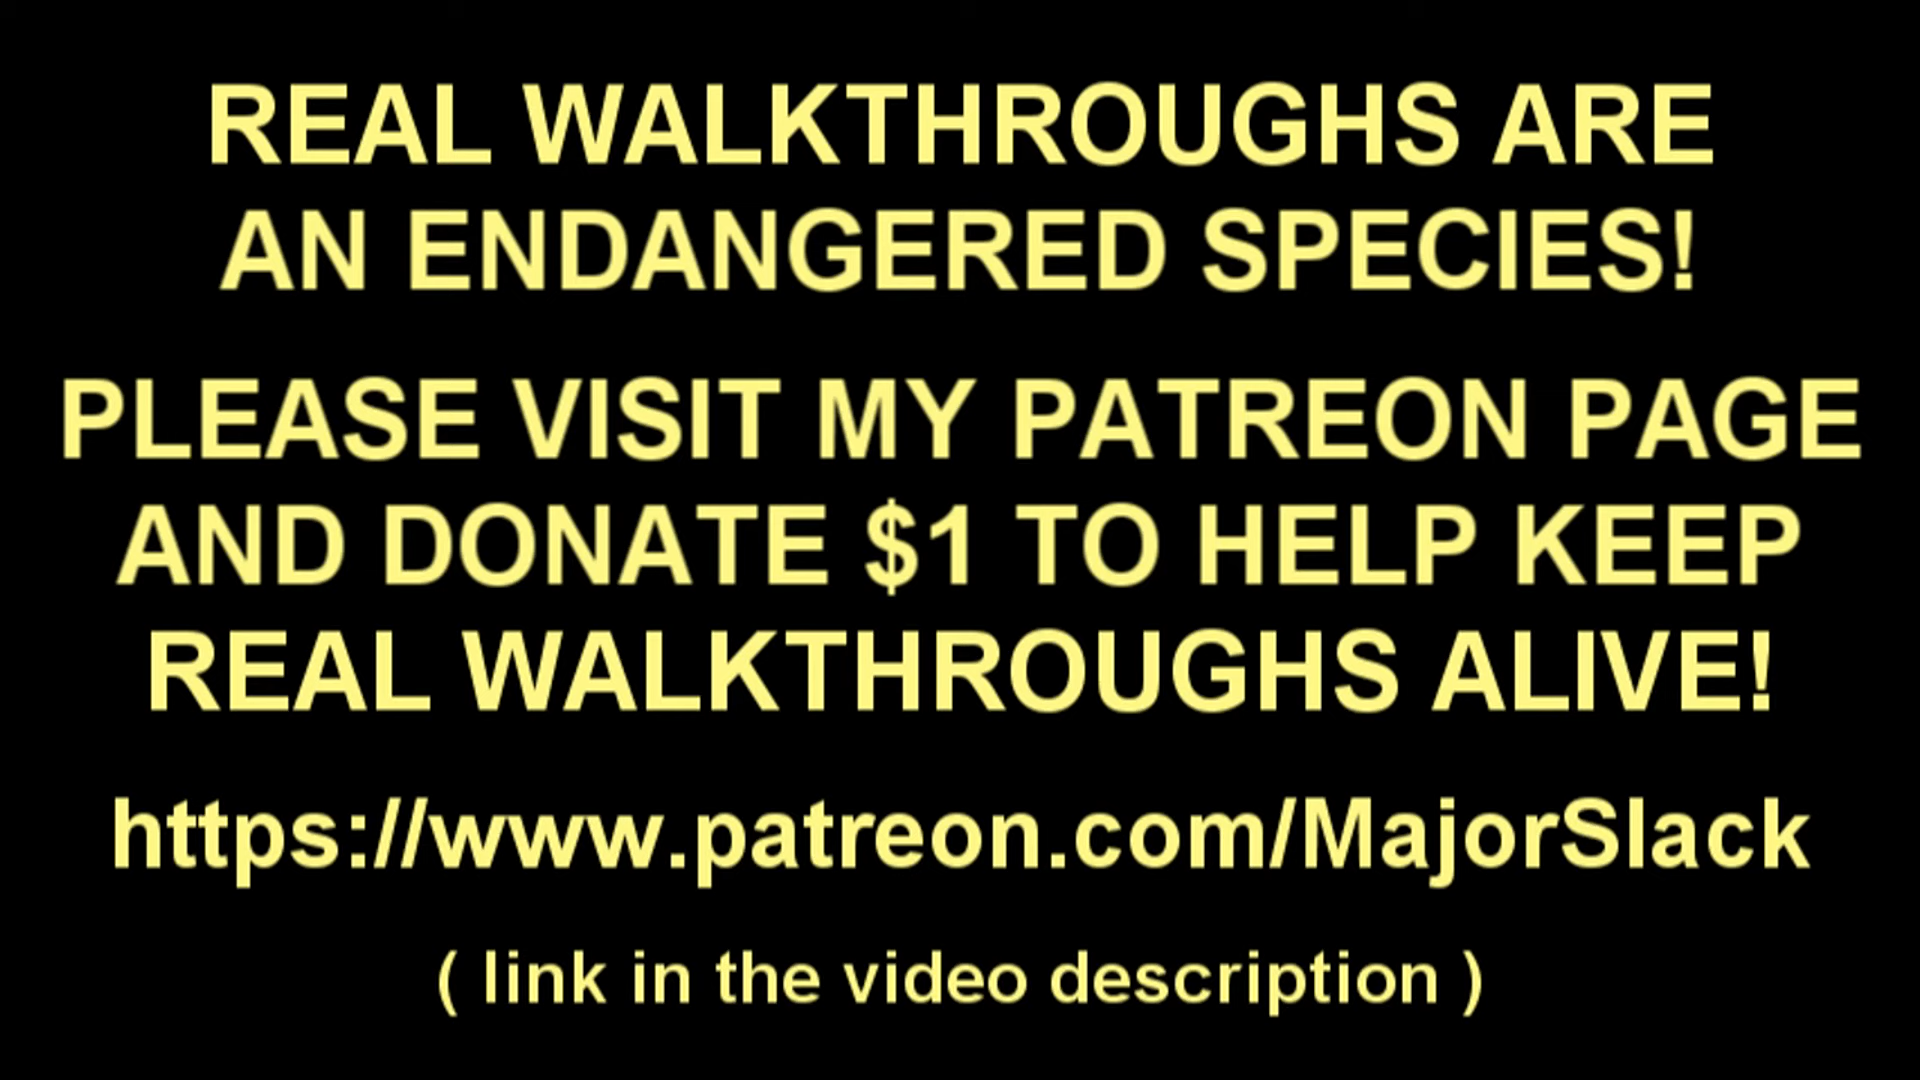 REAL WALKTHROUGHS ARE
AN ENDANGERED SPECIES!
PLEASE VISIT MY PATREON PAGE
AND DONATE $1 TO HELP KEEP
REAL WALKTHROUGHS ALIVE!
https://www.patreon.com/MajorSlack
( link in the video description )